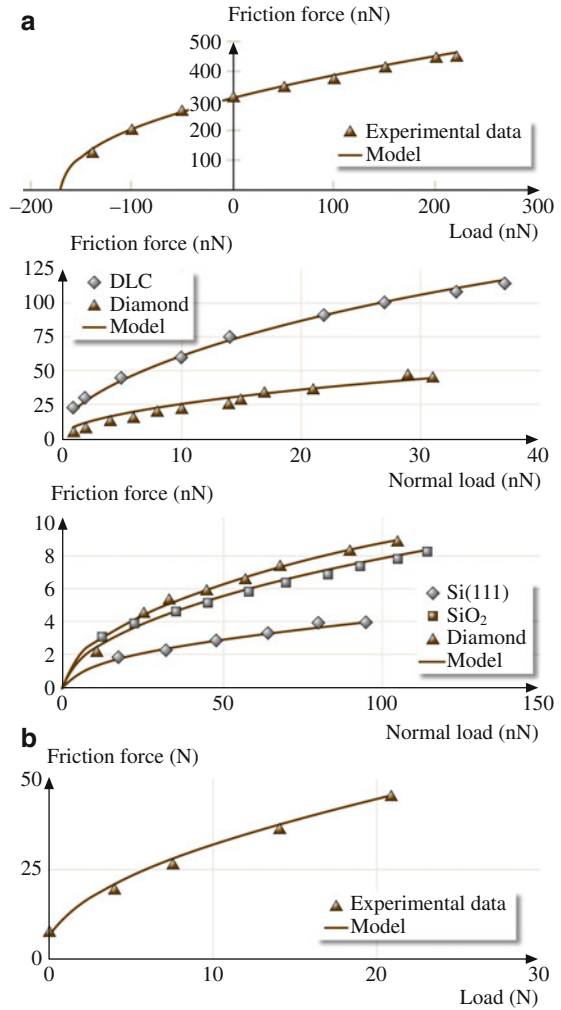 a
Friction force (nN)
500
400
300
200
100
Experimental data
Model
–200 –100 0 100 200 300
Load (nN)
Friction force (nN)
125
100
75
50
25
0
DLC
Diamond
Model
0 10 20 30 40
Normal load (nN)
Friction force (nN)
10
8
6
4
2
0
Si(111)
SiO₂
Diamond
Model
0 50 100 150
Normal load (nN)
b
Friction force (N)
50
25
0
Experimental data
Model
0 10 20 30
Load (N)